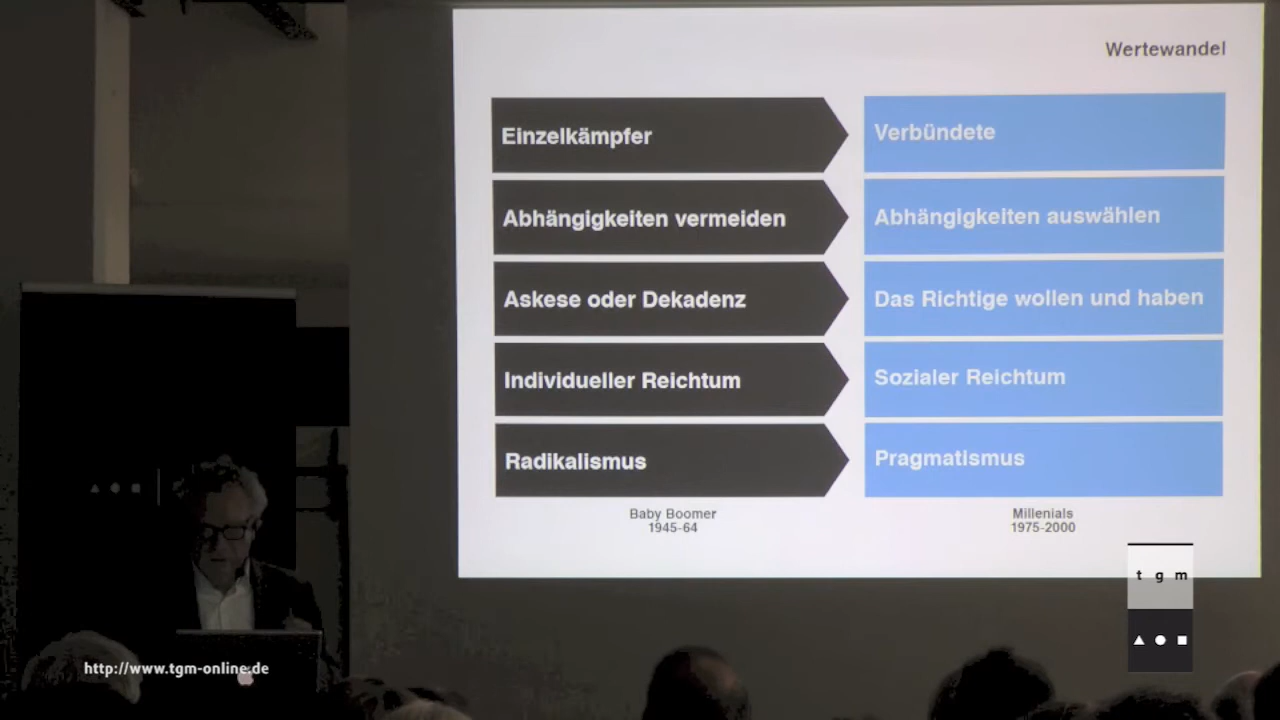 Wertewandel
Einzelkämpfer
Verbündete
Abhängigkeiten vermeiden
Abhängigkeiten auswählen
Askese oder Dekadenz
Das Richtige wollen und haben
Individueller Reichtum
Sozialer Reichtum
Radikalismus
Pragmatismus
Baby Boomer
1945-64
Millenials
1975-2000
t g m
http://www.tgm-online.de